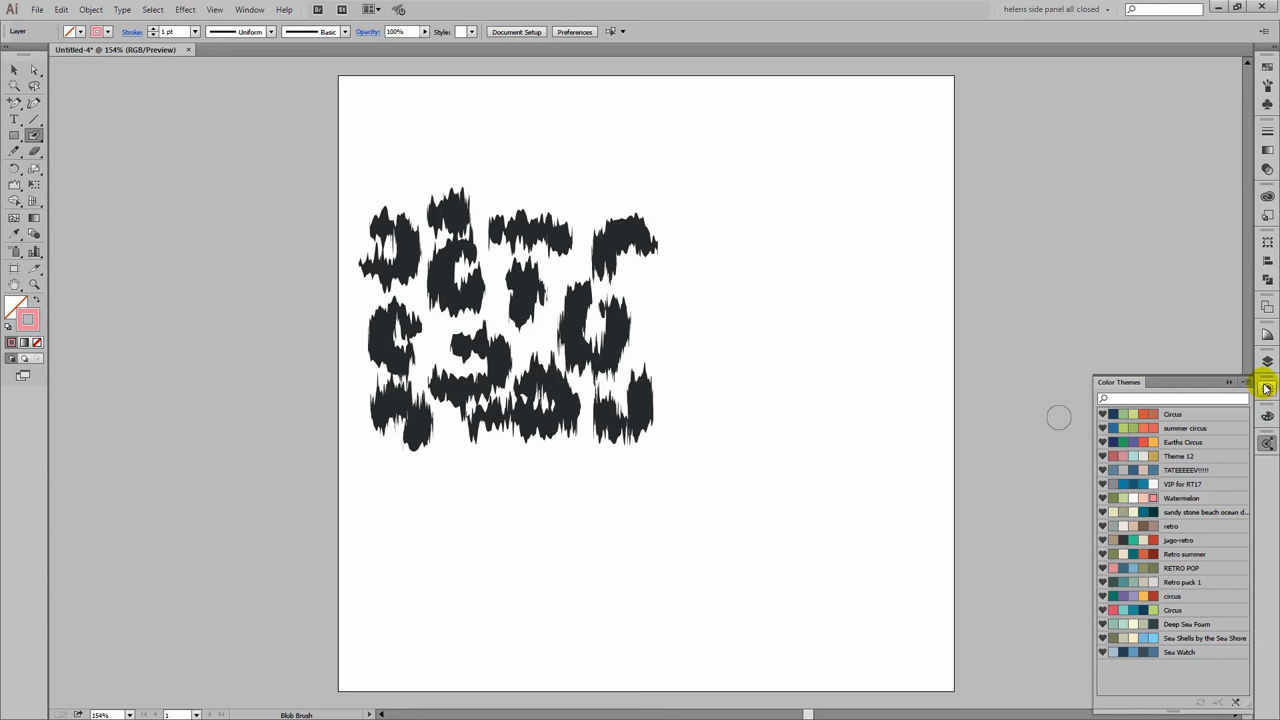 Ai File Edit Object Type Select Effect View Window Help Br St helens side panel all closed
Layer Stroke: 1 pt Uniform Basic Opacity: 100% Style: Document Setup Preferences
Untitled-4* @ 154% (RGB/Preview) ×
Color Themes
Circus
summer circus
Earths Circus
Theme 12
TATEEEEEV!!!!!
VIP for RT17
Watermelon
sandy stone beach ocean d...
retro
jago-retro
Retro summer
RETRO POP
Retro pack 1
circus
Circus
Deep Sea Foam
Sea Shells by the Sea Shore
Sea Watch
154% 1 Blob Brush